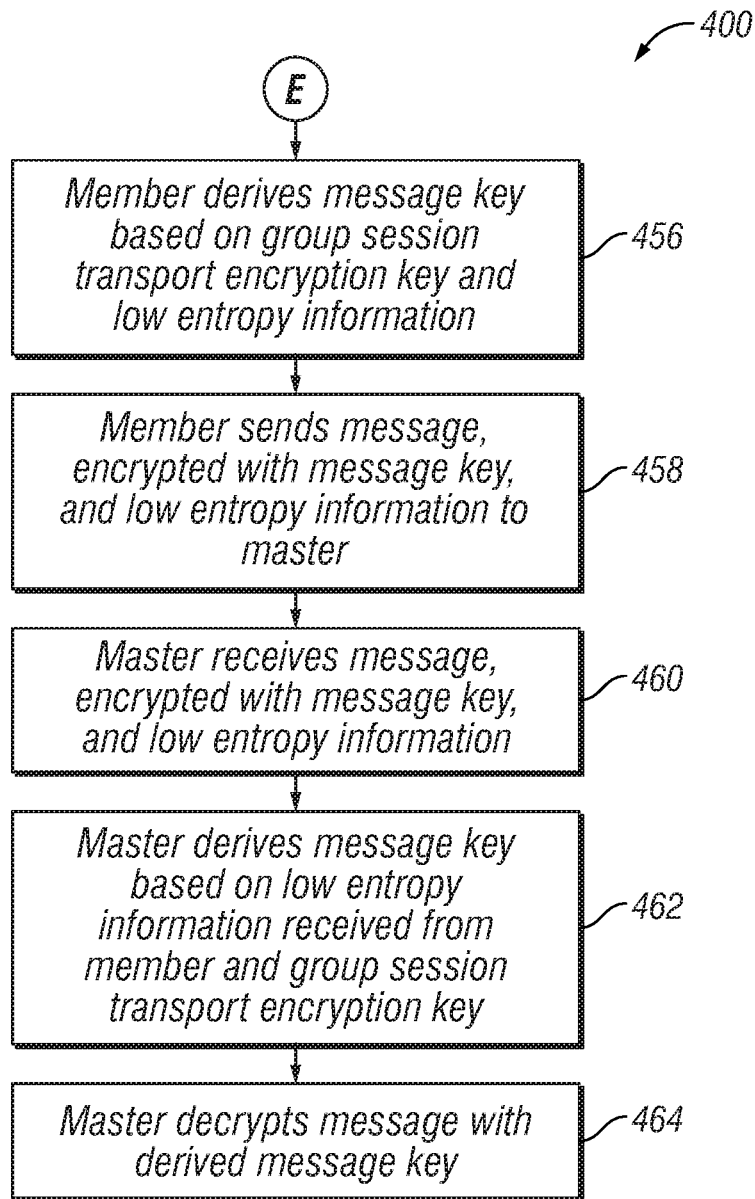 400
E
Member derives message key
based on group session
transport encryption key and
low entropy information
456
Member sends message,
encrypted with message key,
and low entropy information to
master
458
Master receives message,
encrypted with message key,
and low entropy information
460
Master derives message key
based on low entropy
information received from
member and group session
transport encryption key
462
Master decrypts message with
derived message key
464